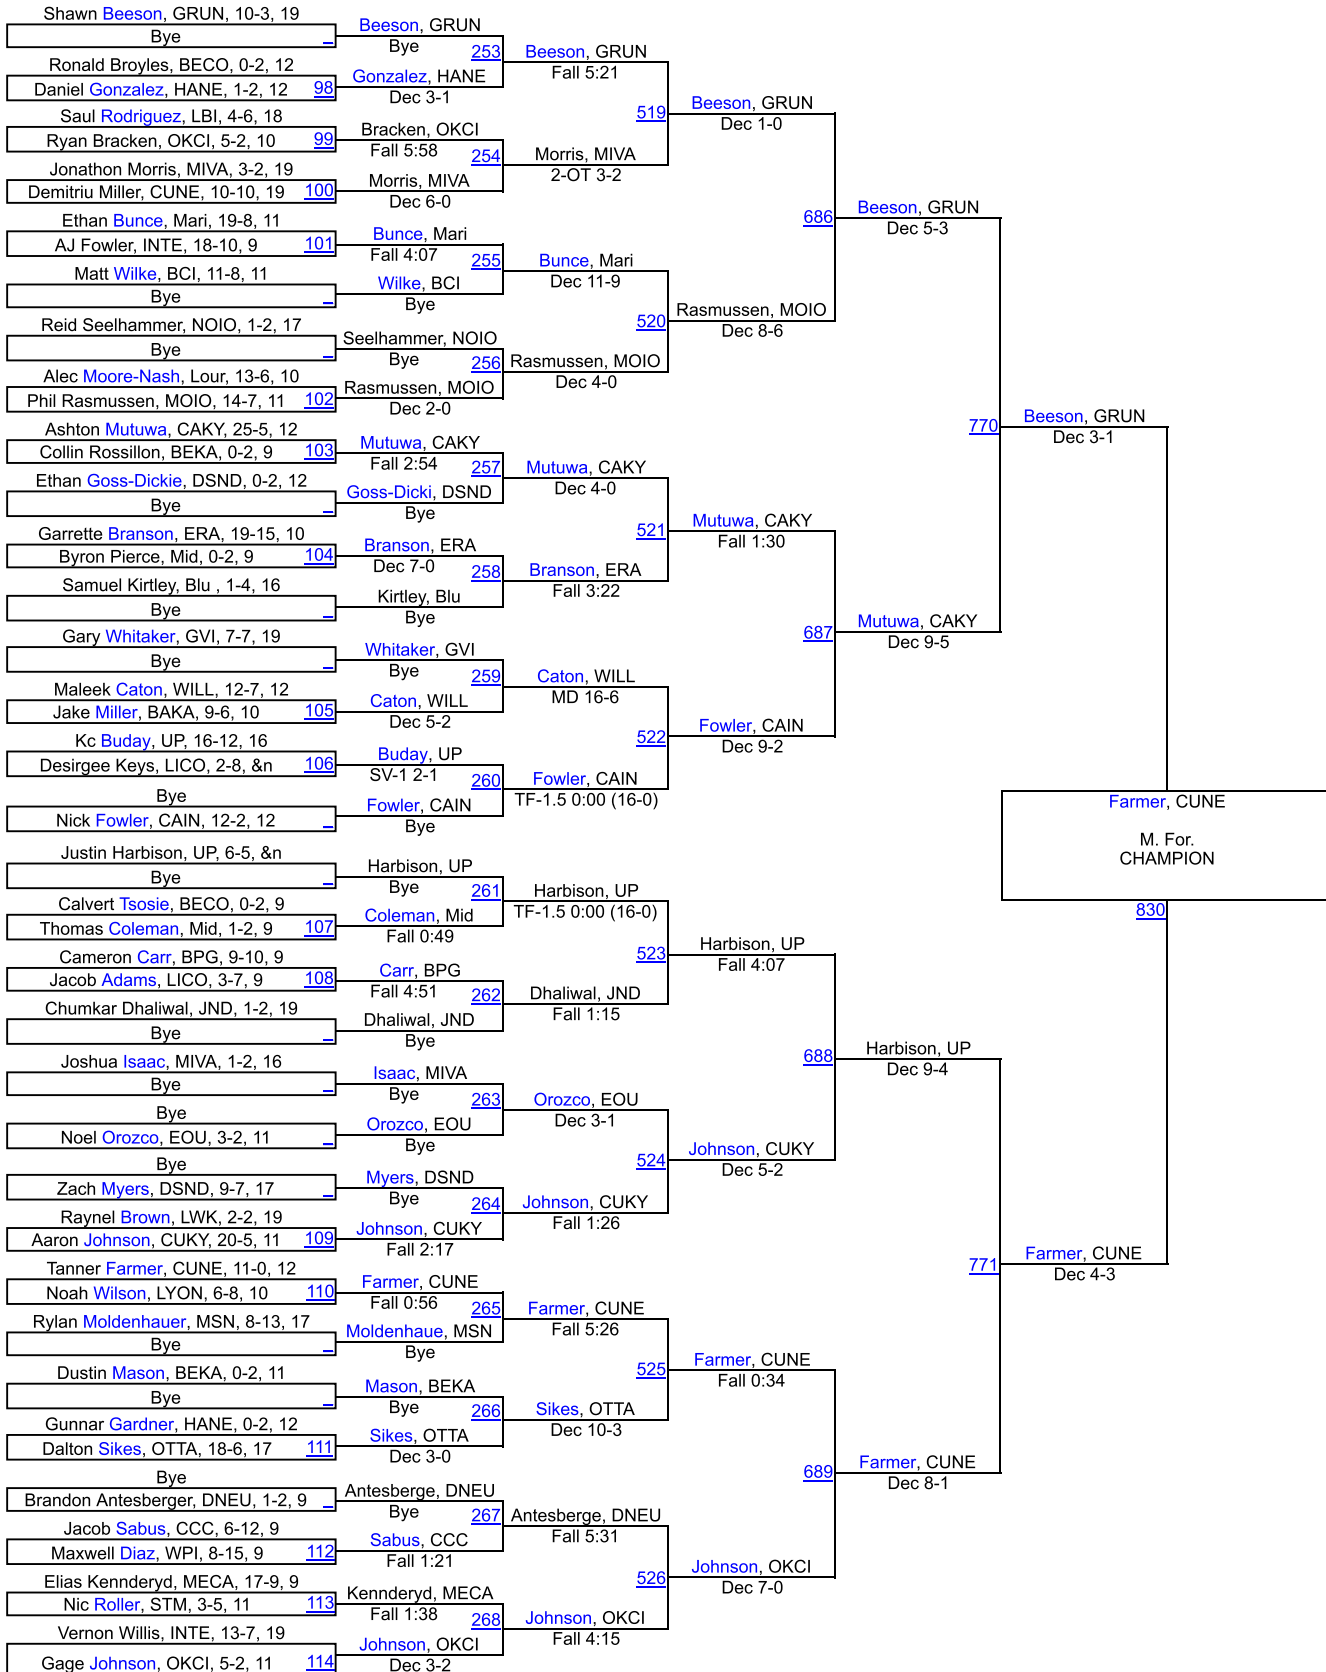 Shawn Beeson, GRUN, 10-3, 19
Bye
Ronald Broyles, BECO, 0-2, 12
Daniel Gonzalez, HANE, 1-2, 12 98
Saul Rodriguez, LBI, 4-6, 18
Ryan Bracken, OKCI, 5-2, 10 99
Jonathon Morris, MIVA, 3-2, 19
Demitriu Miller, CUNE, 10-10, 19 100
Ethan Bunce, Mari, 19-8, 11
AJ Fowler, INTE, 18-10, 9 101
Matt Wilke, BCI, 11-8, 11
Bye
Reid Seelhammer, NOIO, 1-2, 17
Bye
Alec Moore-Nash, Lour, 13-6, 10
Phil Rasmussen, MOIO, 14-7, 11 102
Ashton Mutuwa, CAKY, 25-5, 12
Collin Rossillon, BEKA, 0-2, 9 103
Ethan Goss-Dickie, DSND, 0-2, 12
Bye
Garrette Branson, ERA, 19-15, 10
Byron Pierce, Mid, 0-2, 9 104
Samuel Kirtley, Blu , 1-4, 16
Bye
Gary Whitaker, GVI, 7-7, 19
Bye
Maleek Caton, WILL, 12-7, 12
Jake Miller, BAKA, 9-6, 10 105
Kc Buday, UP, 16-12, 16
Desirgee Keys, LICO, 2-8, &n 106
Bye
Nick Fowler, CAIN, 12-2, 12
Justin Harbison, UP, 6-5, &n
Bye
Calvert Tsosie, BECO, 0-2, 9
Thomas Coleman, Mid, 1-2, 9 107
Cameron Carr, BPG, 9-10, 9
Jacob Adams, LICO, 3-7, 9 108
Chumkar Dhaliwal, JND, 1-2, 19
Bye
Joshua Isaac, MIVA, 1-2, 16
Bye
Bye
Noel Orozco, EOU, 3-2, 11
Bye
Zach Myers, DSND, 9-7, 17
Raynel Brown, LWK, 2-2, 19
Aaron Johnson, CUKY, 20-5, 11 109
Tanner Farmer, CUNE, 11-0, 12
Noah Wilson, LYON, 6-8, 10 110
Rylan Moldenhauer, MSN, 8-13, 17
Bye
Dustin Mason, BEKA, 0-2, 11
Bye
Gunnar Gardner, HANE, 0-2, 12
Dalton Sikes, OTTA, 18-6, 17 111
Bye
Brandon Antesberger, DNEU, 1-2, 9
Jacob Sabus, CCC, 6-12, 9
Maxwell Diaz, WPI, 8-15, 9 112
Elias Kennderyd, MECA, 17-9, 9
Nic Roller, STM, 3-5, 11 113
Vernon Willis, INTE, 13-7, 19
Gage Johnson, OKCI, 5-2, 11 114
Beeson, GRUN
Bye
253
Gonzalez, HANE
Dec 3-1
Bracken, OKCI
Fall 5:58
254
Morris, MIVA
Dec 6-0
Bunce, Mari
Fall 4:07
255
Wilke, BCI
Bye
Seelhammer, NOIO
Bye
256
Rasmussen, MOIO
Dec 2-0
Mutuwa, CAKY
Fall 2:54
257
Goss-Dicki, DSND
Bye
Branson, ERA
Dec 7-0
258
Kirtley, Blu
Bye
Whitaker, GVI
Bye
259
Caton, WILL
Dec 5-2
Buday, UP
SV-1 2-1
260
Fowler, CAIN
Bye
Harbison, UP
Bye
261
Coleman, Mid
Fall 0:49
Carr, BPG
Fall 4:51
262
Dhaliwal, JND
Bye
Isaac, MIVA
Bye
263
Orozco, EOU
Bye
Myers, DSND
Bye
264
Johnson, CUKY
Fall 2:17
Farmer, CUNE
Fall 0:56
265
Moldenhaue, MSN
Bye
Mason, BEKA
Bye
266
Sikes, OTTA
Dec 3-0
Antesberge, DNEU
Bye
267
Sabus, CCC
Fall 1:21
Kennderyd, MECA
Fall 1:38
268
Johnson, OKCI
Dec 3-2
Beeson, GRUN
Fall 5:21
519
Morris, MIVA
2-OT 3-2
Bunce, Mari
Dec 11-9
520
Rasmussen, MOIO
Dec 4-0
Mutuwa, CAKY
Dec 4-0
521
Branson, ERA
Fall 3:22
Caton, WILL
MD 16-6
522
Fowler, CAIN
TF-1.5 0:00 (16-0)
Harbison, UP
TF-1.5 0:00 (16-0)
523
Dhaliwal, JND
Fall 1:15
Orozco, EOU
Dec 3-1
524
Johnson, CUKY
Fall 1:26
Farmer, CUNE
Fall 5:26
525
Sikes, OTTA
Dec 10-3
Antesberge, DNEU
Fall 5:31
526
Johnson, OKCI
Fall 4:15
Beeson, GRUN
Dec 1-0
686
Rasmussen, MOIO
Dec 8-6
Mutuwa, CAKY
Fall 1:30
687
Fowler, CAIN
Dec 9-2
Harbison, UP
Fall 4:07
688
Johnson, CUKY
Dec 5-2
Farmer, CUNE
Fall 0:34
689
Johnson, OKCI
Dec 7-0
Beeson, GRUN
Dec 5-3
770
Mutuwa, CAKY
Dec 9-5
Harbison, UP
Dec 9-4
771
Farmer, CUNE
Dec 8-1
Beeson, GRUN
Dec 3-1
Farmer, CUNE
Dec 4-3
Farmer, CUNE
M. For.
CHAMPION
830